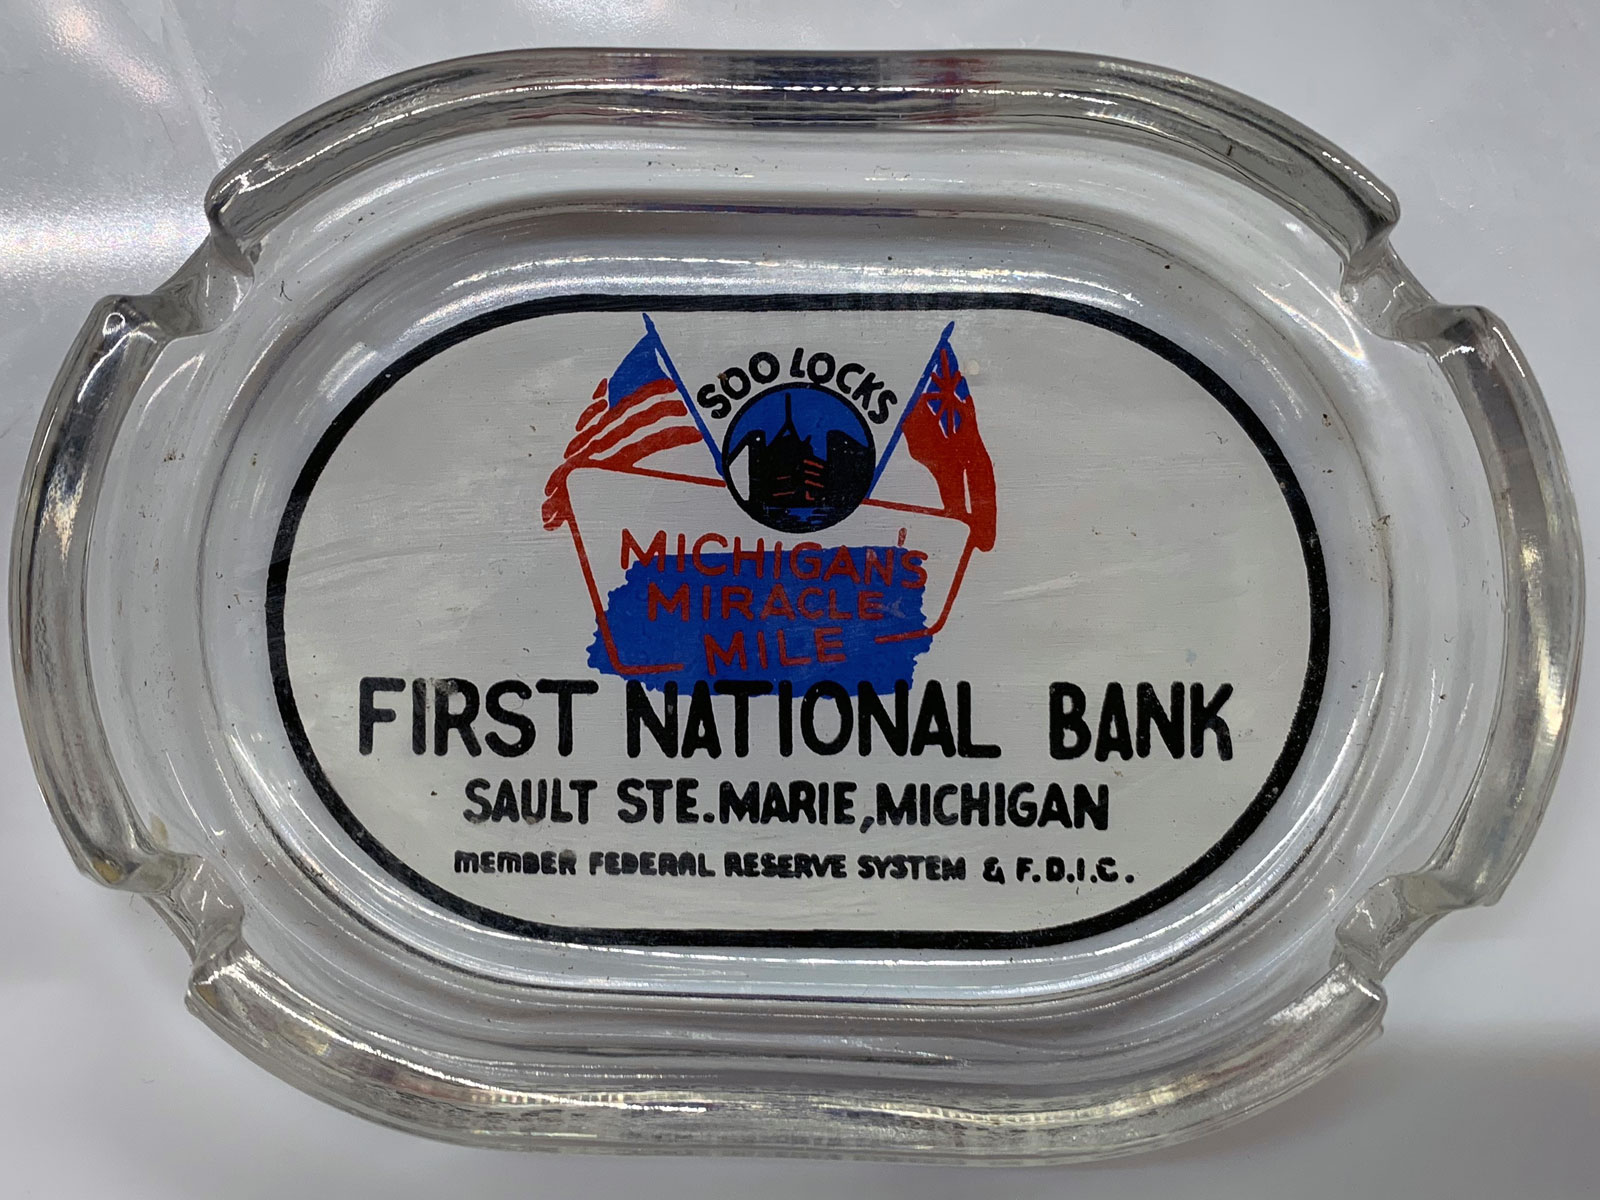 SOO LOCKS
MICHIGAN'S
MIRACLE
MILE
FIRST NATIONAL BANK
SAULT STE. MARIE, MICHIGAN
MEMBER FEDERAL RESERVE SYSTEM & F.D.I.C.